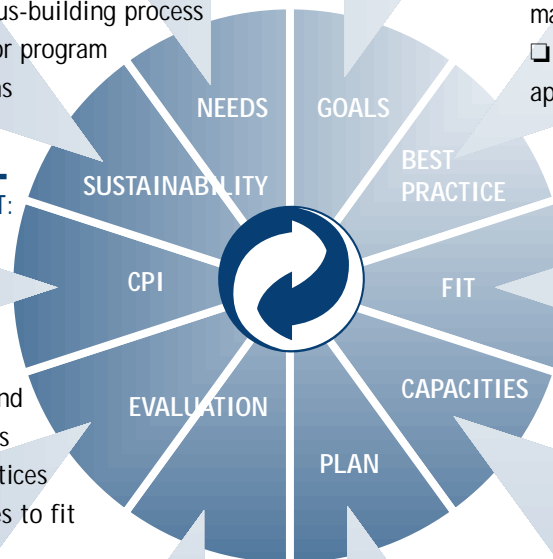 us-building process
or program
ma
❑
ap
NEEDS
GOALS
BEST
PRACTICE
FIT
CAPACITIES
PLAN
EVALUATION
CPI
SUSTAINABILITY
T:
nd
s
tices
es to fit